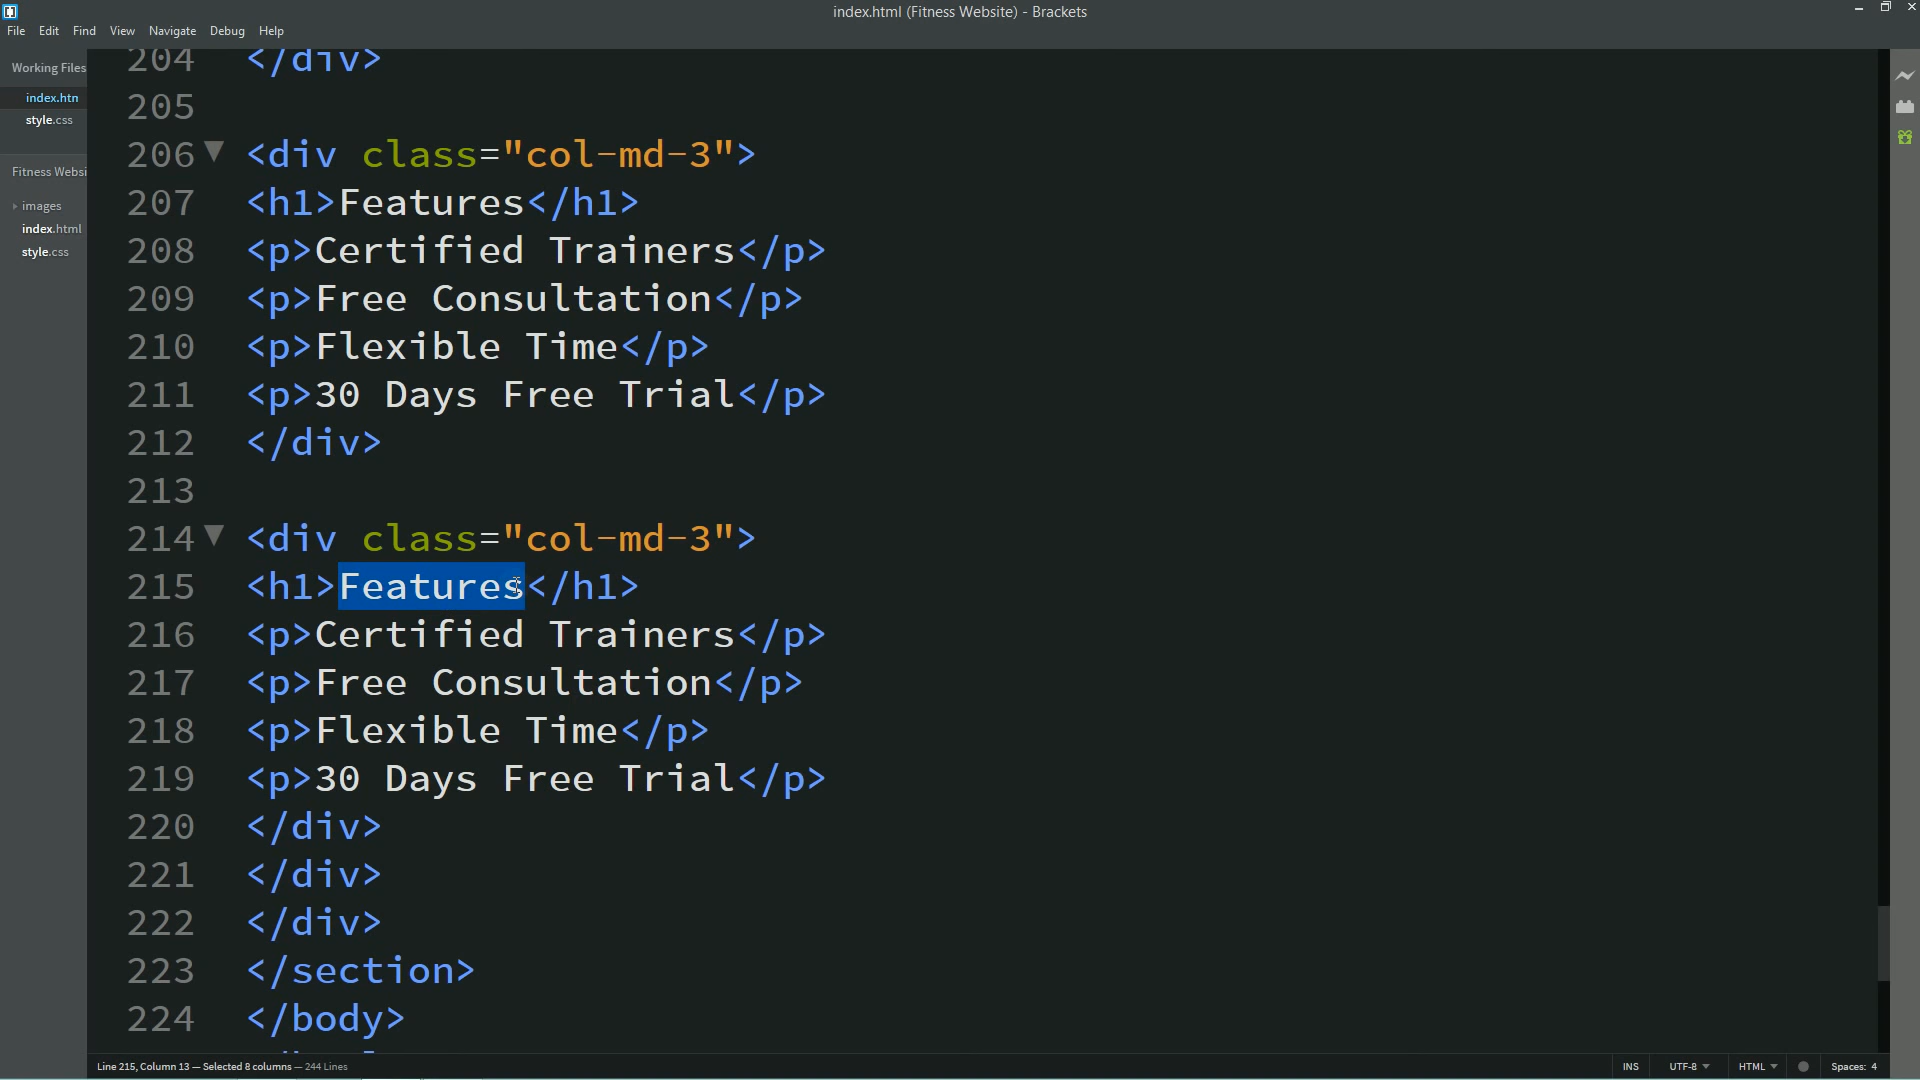 index.html (Fitness Website) - Brackets
File Edit Find View Navigate Debug Help
Working Files
index.htm
style.css
Fitness Websi
images
index.html
style.css
204 </div>
205
206 <div class="col-md-3">
207 <h1>Features</h1>
208 <p>Certified Trainers</p>
209 <p>Free Consultation</p>
210 <p>Flexible Time</p>
211 <p>30 Days Free Trial</p>
212 </div>
213
214 <div class="col-md-3">
215 <h1>Features</h1>
216 <p>Certified Trainers</p>
217 <p>Free Consultation</p>
218 <p>Flexible Time</p>
219 <p>30 Days Free Trial</p>
220 </div>
221 </div>
222 </div>
223 </section>
224 </body>
Line 215, Column 13 — Selected 8 columns — 244 Lines
INS UTF-8 HTML Spaces: 4